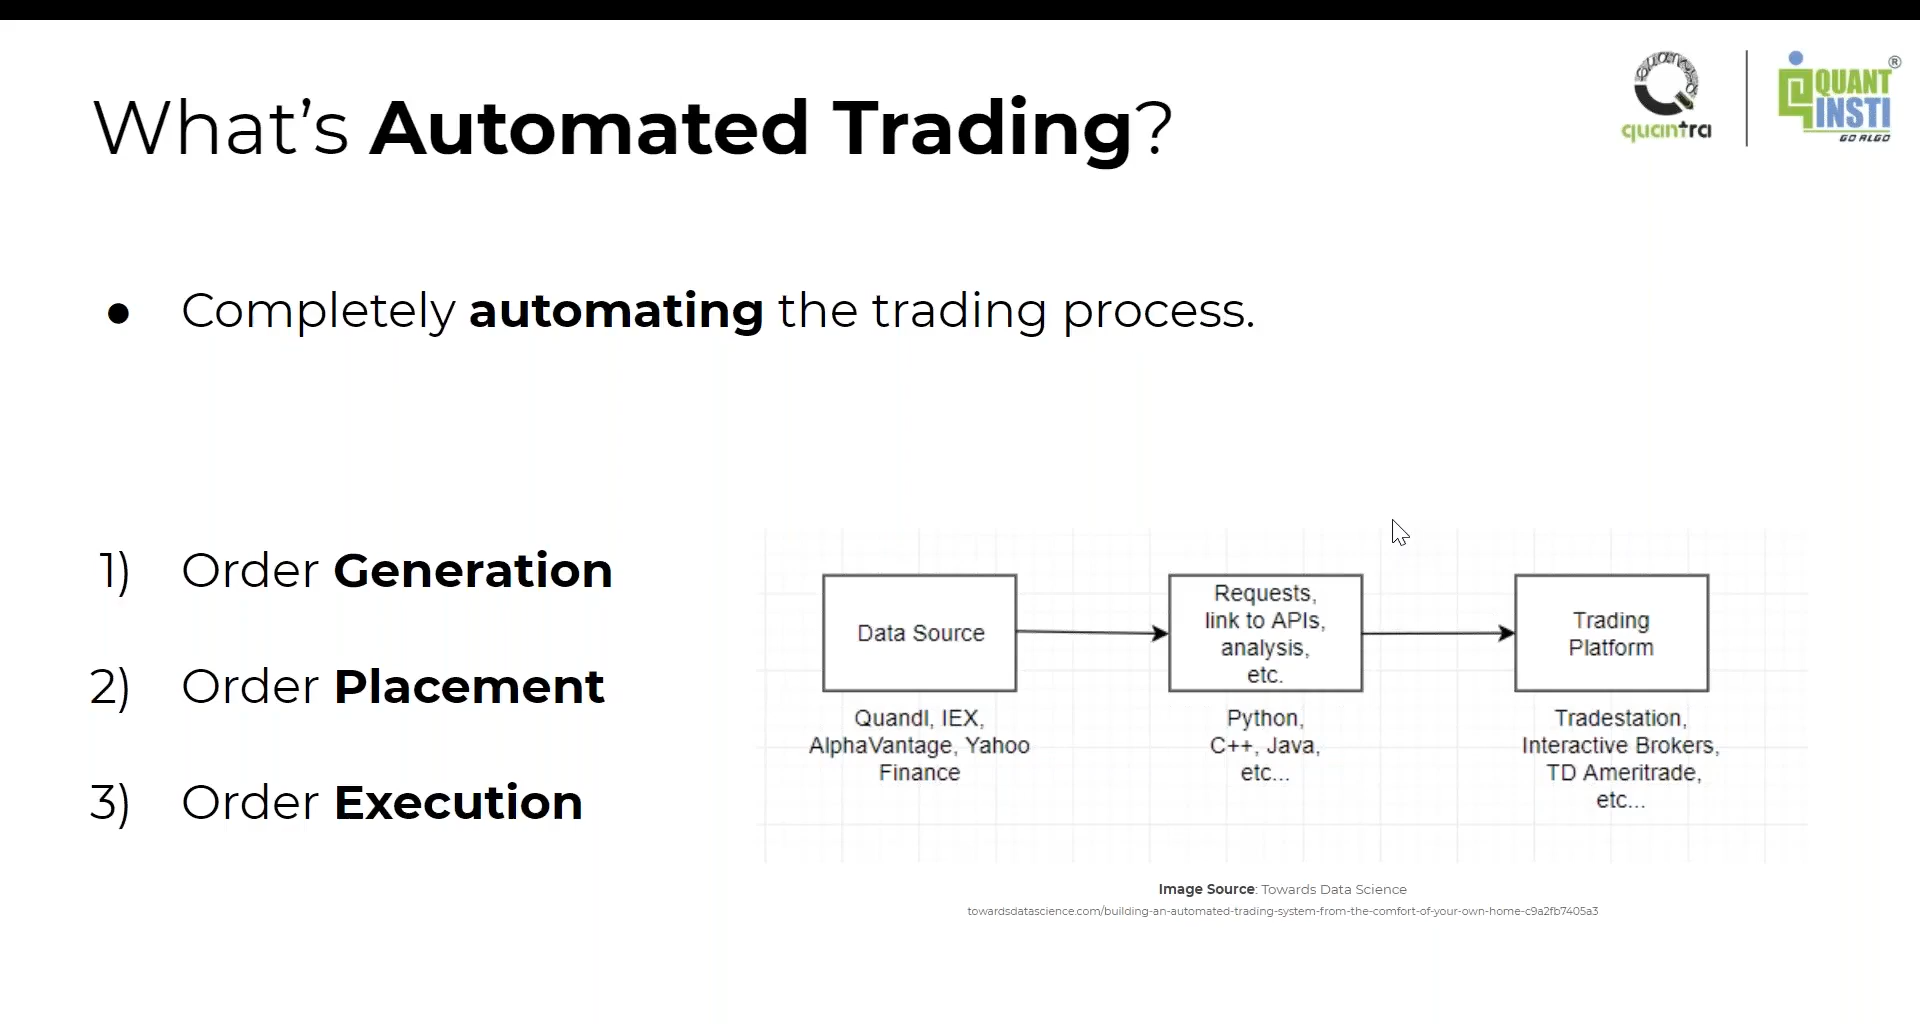 What's Automated Trading?
quantra
QUANT
INSTI
®
GO ALGO
● Completely automating the trading process.
1) Order Generation
2) Order Placement
3) Order Execution
Data Source
Requests,
link to APIs,
analysis,
etc.
Trading
Platform
Quandl, IEX,
AlphaVantage, Yahoo
Finance
Python,
C++, Java,
etc...
Tradestation,
Interactive Brokers,
TD Ameritrade,
etc...
Image Source: Towards Data Science
towardsdatascience.com/building-an-automated-trading-system-from-the-comfort-of-your-own-home-c9a2fb7405a3